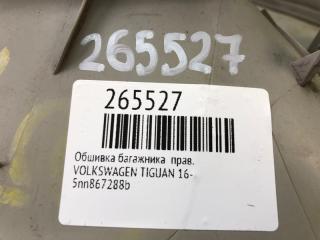 265527
265527
Обшивка багажника прав.
VOLKSWAGEN TIGUAN 16-
5nn867288b